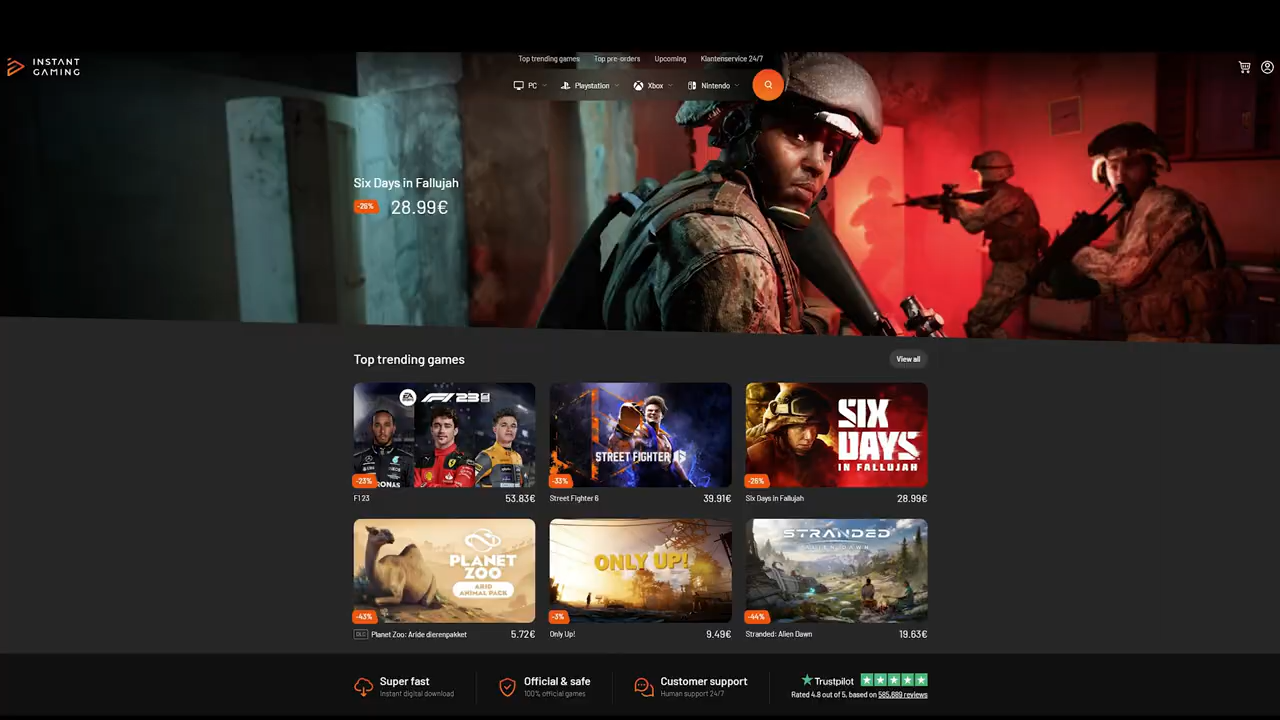 INSTANT
GAMING
Top trending games Top pre-orders Upcoming Klantenservice 24/7
PC Playstation Xbox Nintendo
Six Days in Fallujah
-26% 28.99€
Top trending games
View all
EA F1 23
-23%
F1 23 53.83€
STREET FIGHTER 6
-33%
Street Fighter 6 39.91€
SIX
DAYS
IN FALLUJAH
-26%
Six Days in Fallujah 28.99€
PLANET
ZOO
ARID
ANIMAL PACK
-43%
DLC Planet Zoo: Aride dierenpakket 5.72€
ONLY UP!
-3%
Only Up! 9.49€
STRANDED
ALIEN DAWN
-44%
Stranded: Alien Dawn 19.63€
Super fast
Instant digital download
Official & safe
100% official games
Customer support
Human support 24/7
Trustpilot
Rated 4.8 out of 5, based on 585,689 reviews